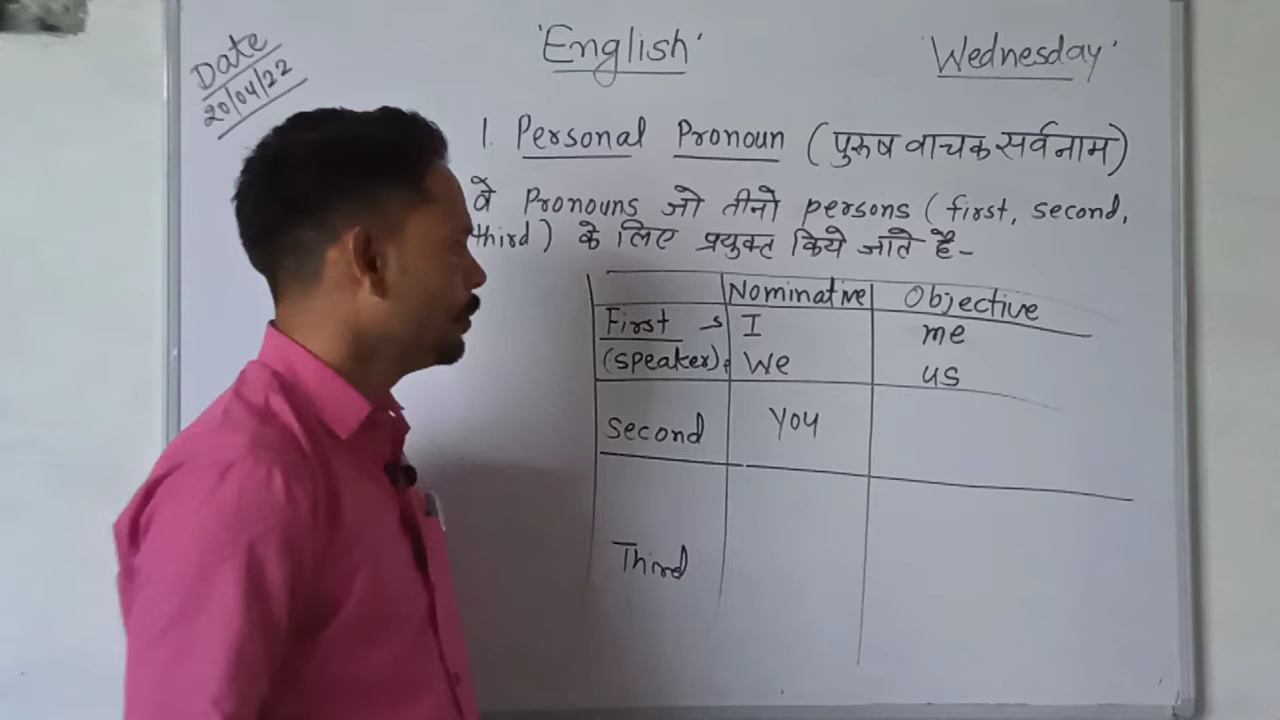 Date
20/04/22
'English'
'Wednesday'
1. Personal Pronoun (पुरूष वाचक सर्वनाम)
वे Pronouns जो तीनो persons (first, second,
third) के लिए प्रयुक्त किये जाते है-
Nominative Objective
First s I me
(speaker) We us
second you
Third